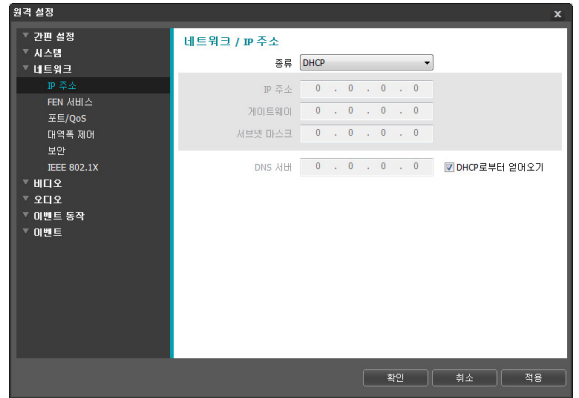 원격 설정
x
간편 설정
시스템
네트워크
IP 주소
FEN 서비스
포트/QoS
대역폭 제어
보안
IEEE 802.1X
비디오
오디오
이벤트 동작
이벤트
네트워크 / IP 주소
종류 DHCP
IP 주소 0 . 0 . 0 . 0
게이트웨이 0 . 0 . 0 . 0
서브넷 마스크 0 . 0 . 0 . 0
DNS 서버 0 . 0 . 0 . 0 DHCP로부터 얻어오기
확인 취소 적용